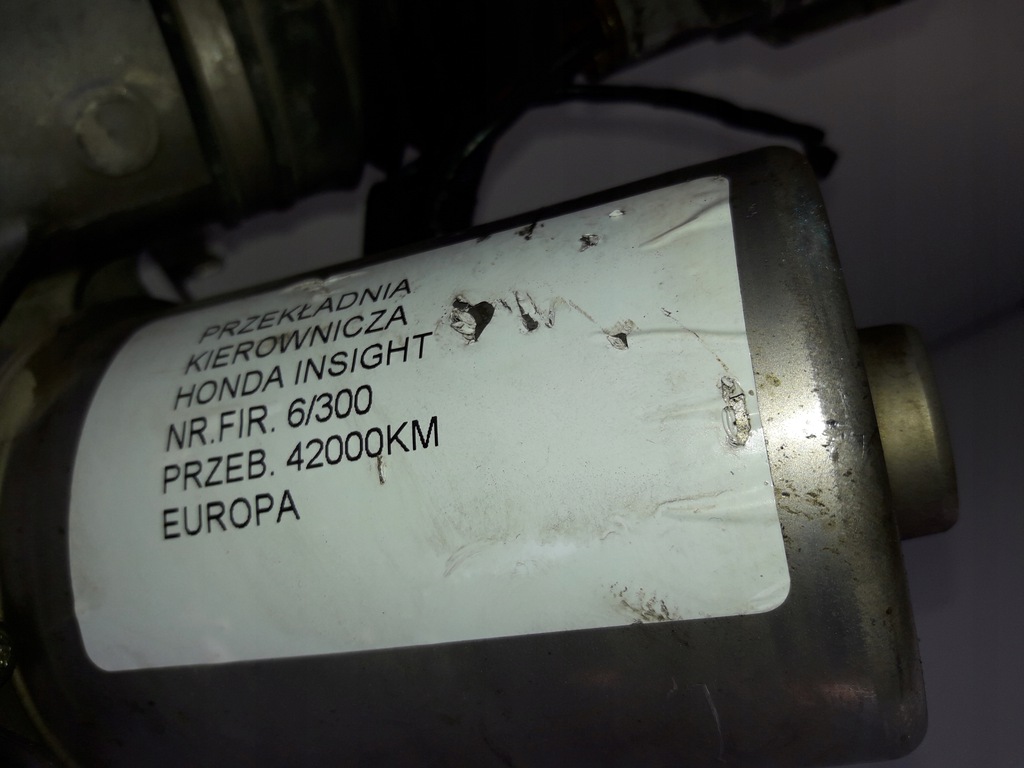 PRZEKŁADNIA
KIEROWNICZA
HONDA INSIGHT
NR.FIR. 6/300
PRZEB. 42000KM
EUROPA